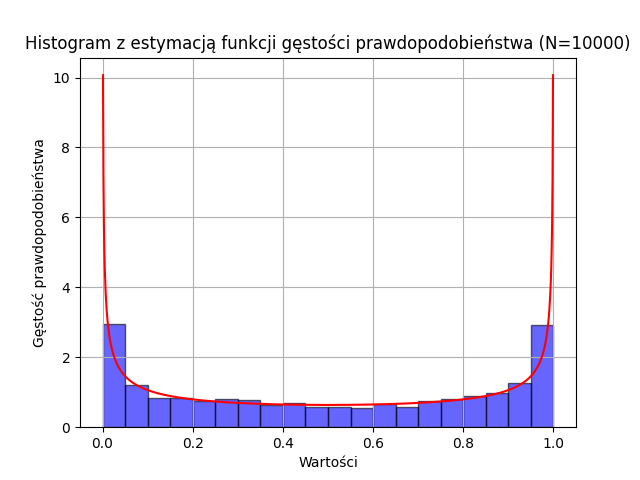 Histogram z estymacją funkcji gęstości prawdopodobieństwa (N=10000)
10
8
6
4
2
0
Gęstość prawdopodobieństwa
0.0 0.2 0.4 0.6 0.8 1.0
Wartości